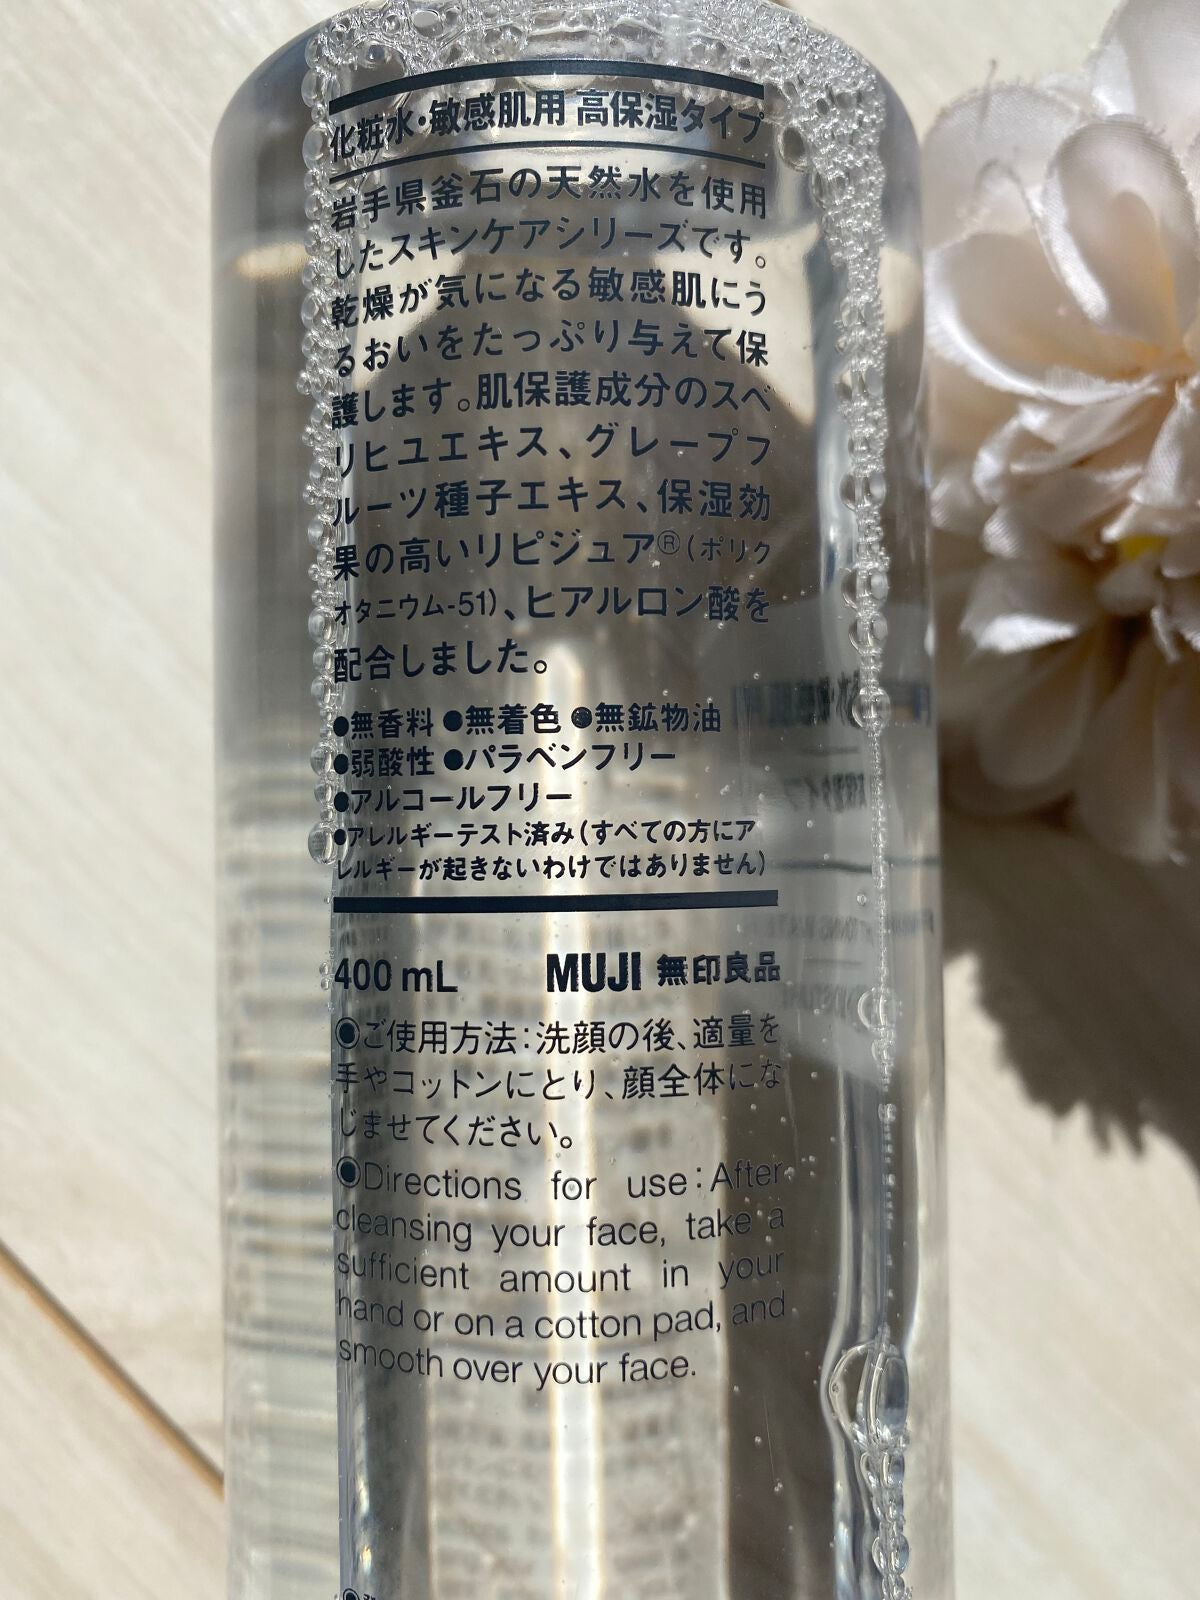 化粧水・敏感肌用 高保湿タイプ
岩手県釜石の天然水を使用
したスキンケアシリーズです。
乾燥が気になる敏感肌にう
るおいをたっぷり与えて保
護します。肌保護成分のスベ
リヒユエキス、グレープフ
ルーツ種子エキス、保湿効
果の高いリピジュア®(ポリク
オタニウム-51)、ヒアルロン酸を
配合しました。
●無香料 ●無着色 ●無鉱物油
●弱酸性 ●パラベンフリー
●アルコールフリー
●アレルギーテスト済み(すべての方にア
レルギーが起きないわけではありません)
400 mL MUJI 無印良品
◉ご使用方法:洗顔の後、適量を
手やコットンにとり、顔全体にな
じませてください。
◉Directions for use:After
cleansing your face, take a
sufficient amount in your
hand or on a cotton pad, and
smooth over your face.